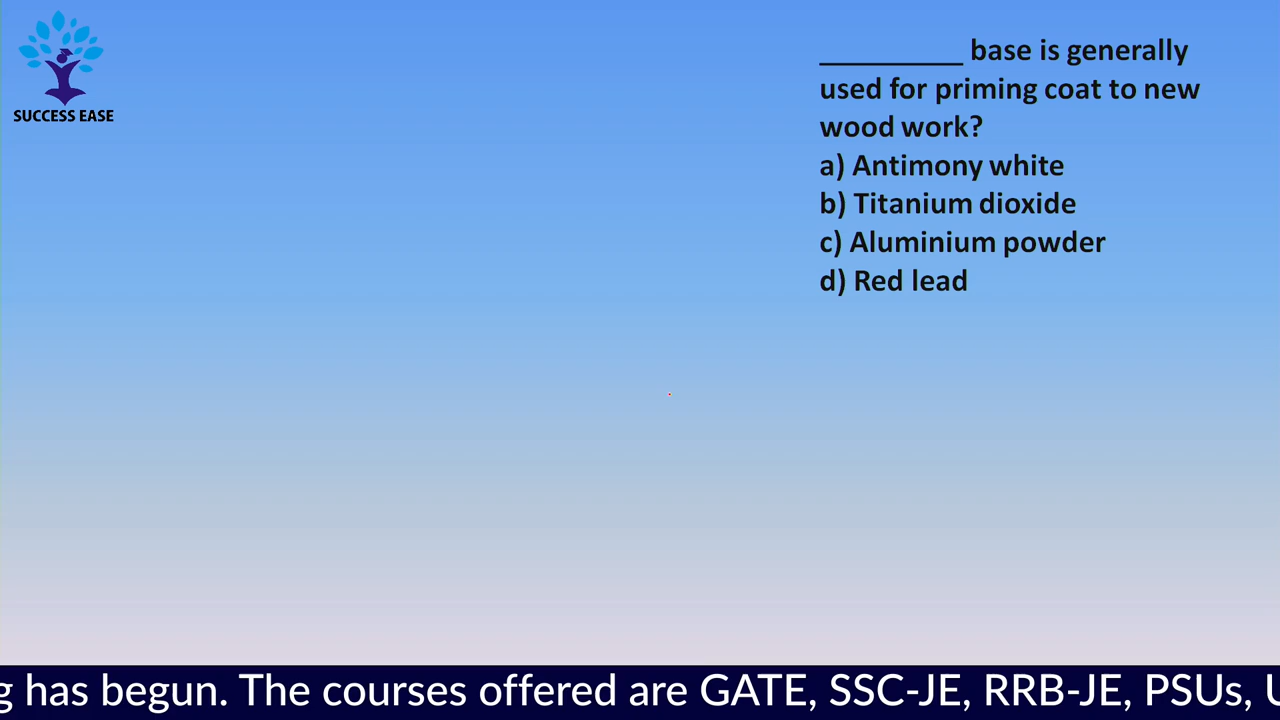 SUCCESS EASE
_________ base is generally
used for priming coat to new
wood work?
a) Antimony white
b) Titanium dioxide
c) Aluminium powder
d) Red lead
g has begun. The courses offered are GATE, SSC-JE, RRB-JE, PSUs, U